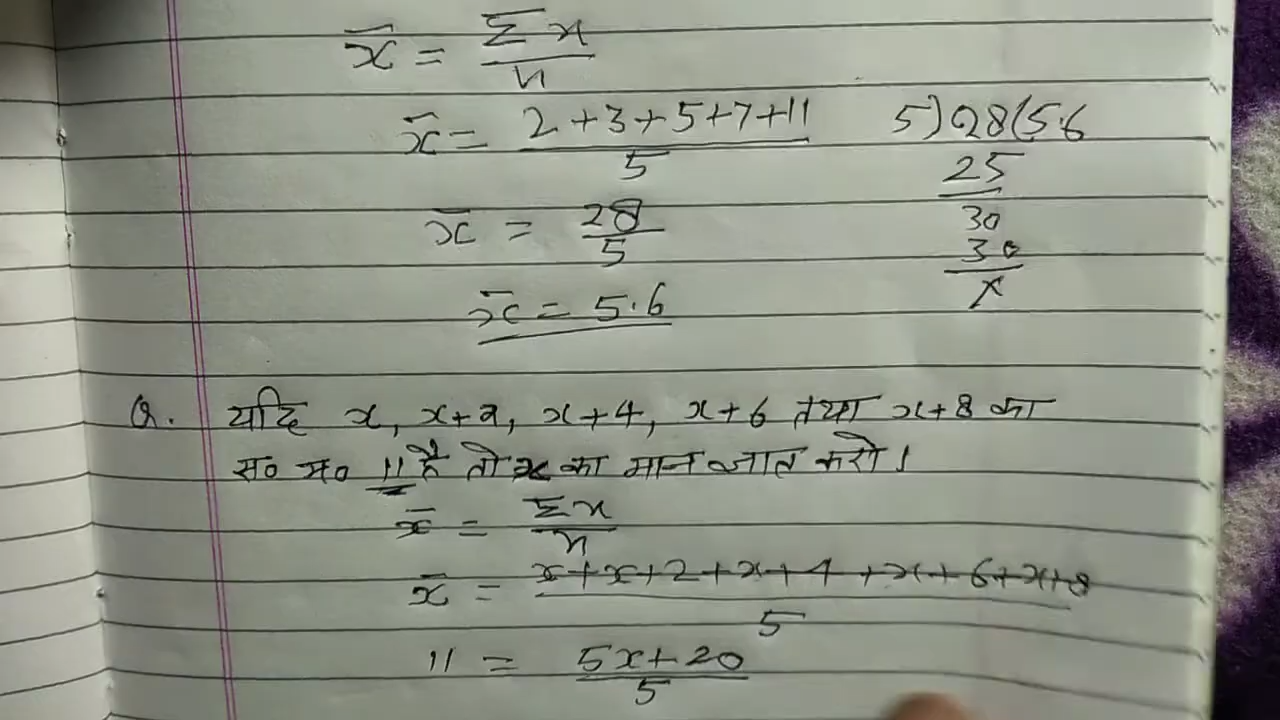 x̄ = Σx/n
x̄ = (2+3+5+7+11)/5
x̄ = 28/5
x̄ = 5.6
5)28(5.6
25
30
30
×
Q. यदि x, x+2, x+4, x+6 तथा x+8 का
स० म० 11 है तो x का मान ज्ञात करो।
x̄ = Σx/n
x̄ = (x+x+2+x+4+x+6+x+8)/5
11 = (5x+20)/5